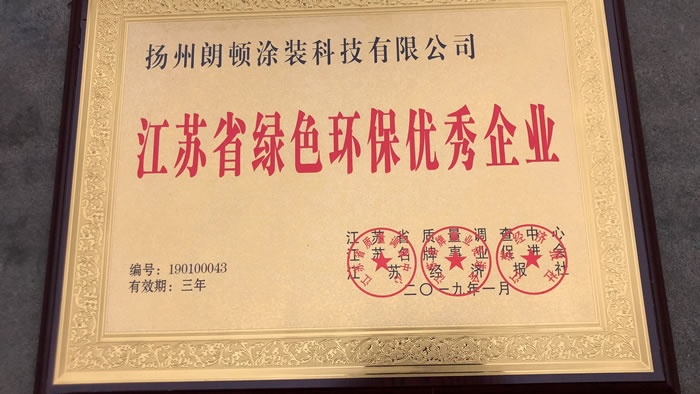 扬州朗顿涂装科技有限公司
江苏省绿色环保优秀企业
江苏省质量调查中心
江苏名牌事业促进会
江苏经济报社
编号：190100043
有效期：三年
二〇一九年一月